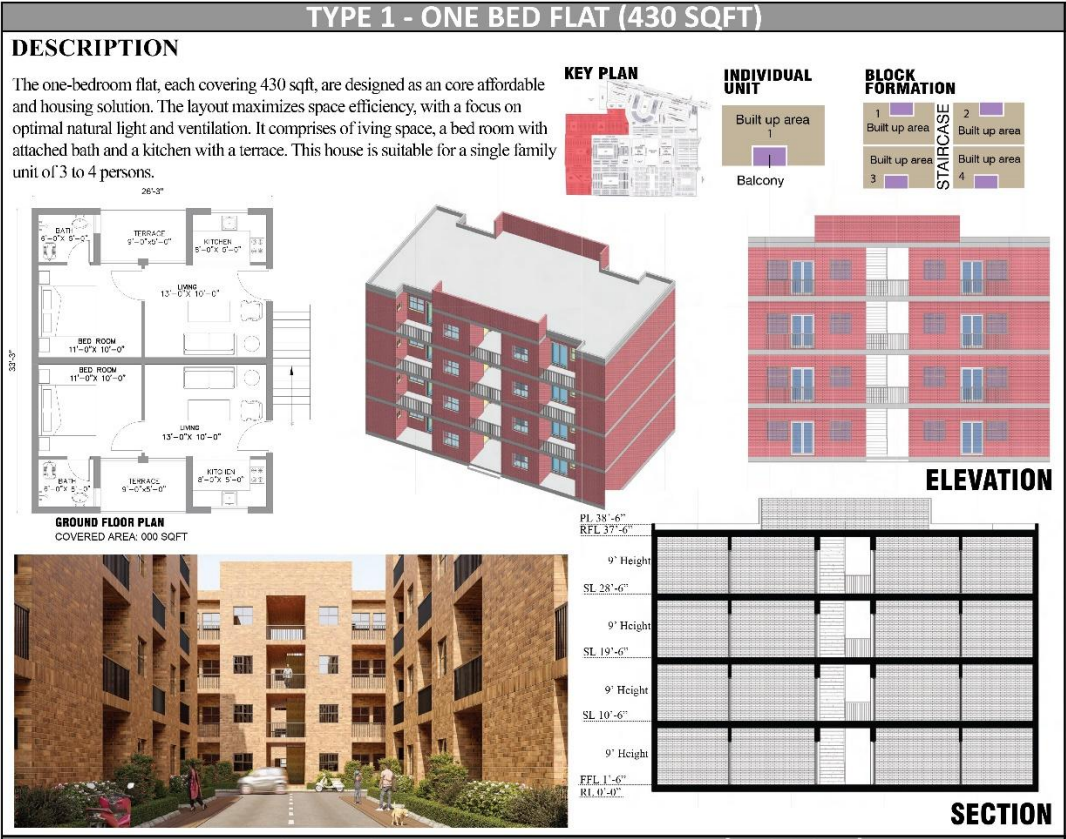 TYPE 1 - ONE BED FLAT (430 SQFT)
DESCRIPTION
The one-bedroom flat, each covering 430 sqft, are designed as an core affordable
and housing solution. The layout maximizes space efficiency, with a focus on
optimal natural light and ventilation. It comprises of iving space, a bed room with
attached bath and a kitchen with a terrace. This house is suitable for a single family
unit of 3 to 4 persons.
KEY PLAN
INDIVIDUAL
UNIT
Built up area
1
Balcony
BLOCK
FORMATION
1
Built up area
2
Built up area
STAIRCASE
Built up area
3
Built up area
4
26'-3"
33'-3"
BATH
TERRACE
9'-0"x5'-0"
KITCHEN
LIVING
13'-0"X 10'-0"
BED ROOM
11'-0"X 10'-0"
BED ROOM
11'-0"X 10'-0"
LIVING
13'-0"X 10'-0"
BATH
TERRACE
9'-0"x5'-0"
KITCHEN
8'-0"X 5'-0"
GROUND FLOOR PLAN
COVERED AREA: 000 SQFT
ELEVATION
PL 38'-6"
RFL 37'-6"
9' Height
SL 28'-6"
9' Height
SL 19'-6"
9' Height
SL 10'-6"
9' Height
FFL 1'-6"
RL 0'-0"
SECTION